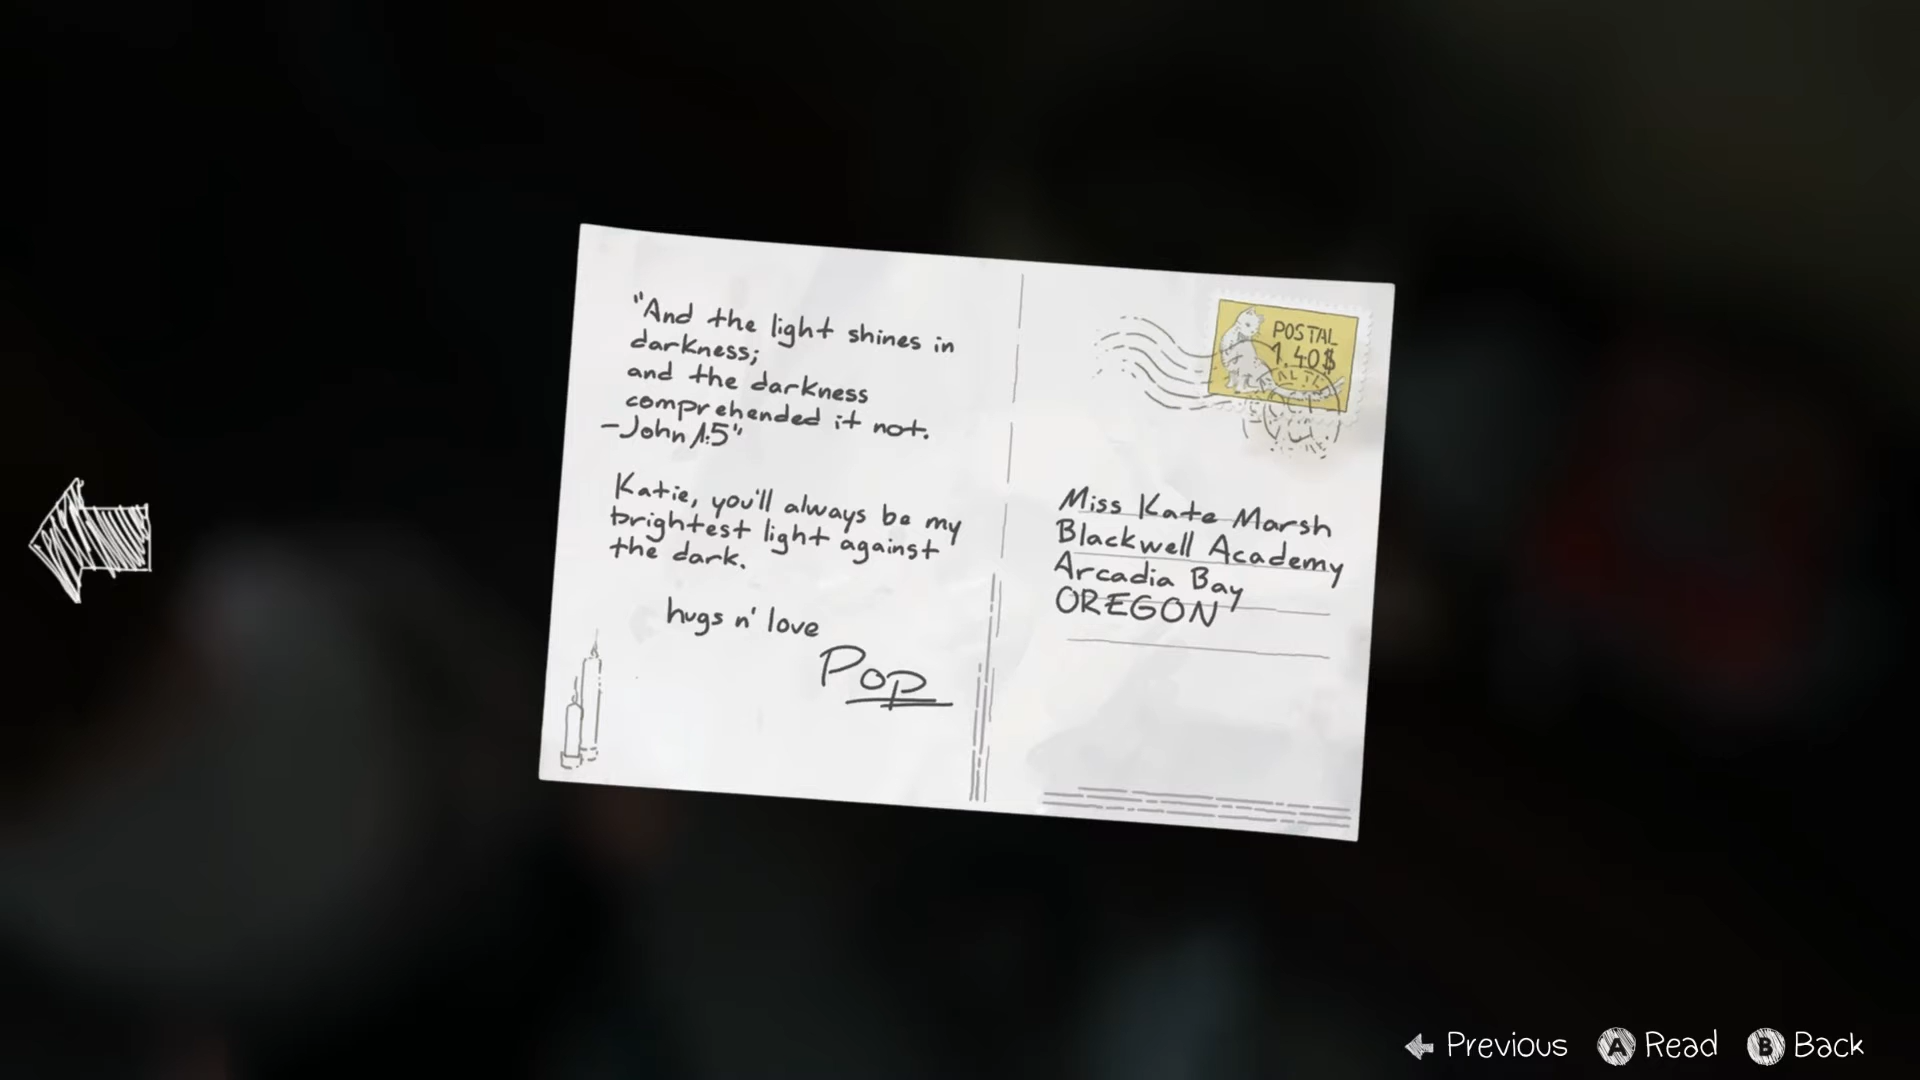 "And the light shines in
darkness;
and the darkness
comprehended it not.
-John 1:5"
Katie, you'll always be my
brightest light against
the dark.
hugs n' love
Pop
POSTAL
1.40$
Miss Kate Marsh
Blackwell Academy
Arcadia Bay
OREGON
Previous
A Read
B Back